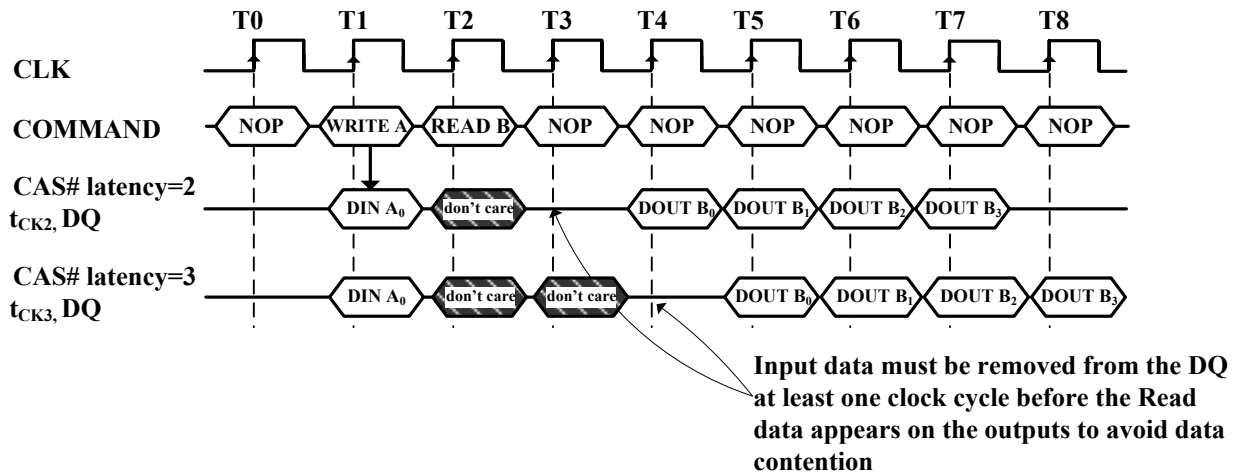 T0 T1 T2 T3 T4 T5 T6 T7 T8
CLK
COMMAND NOP WRITE A READ B NOP NOP NOP NOP NOP NOP
CAS# latency=2
tCK2, DQ DIN A0 don't care DOUT B0 DOUT B1 DOUT B2 DOUT B3
CAS# latency=3
tCK3, DQ DIN A0 don't care don't care DOUT B0 DOUT B1 DOUT B2 DOUT B3
Input data must be removed from the DQ
at least one clock cycle before the Read
data appears on the outputs to avoid data
contention